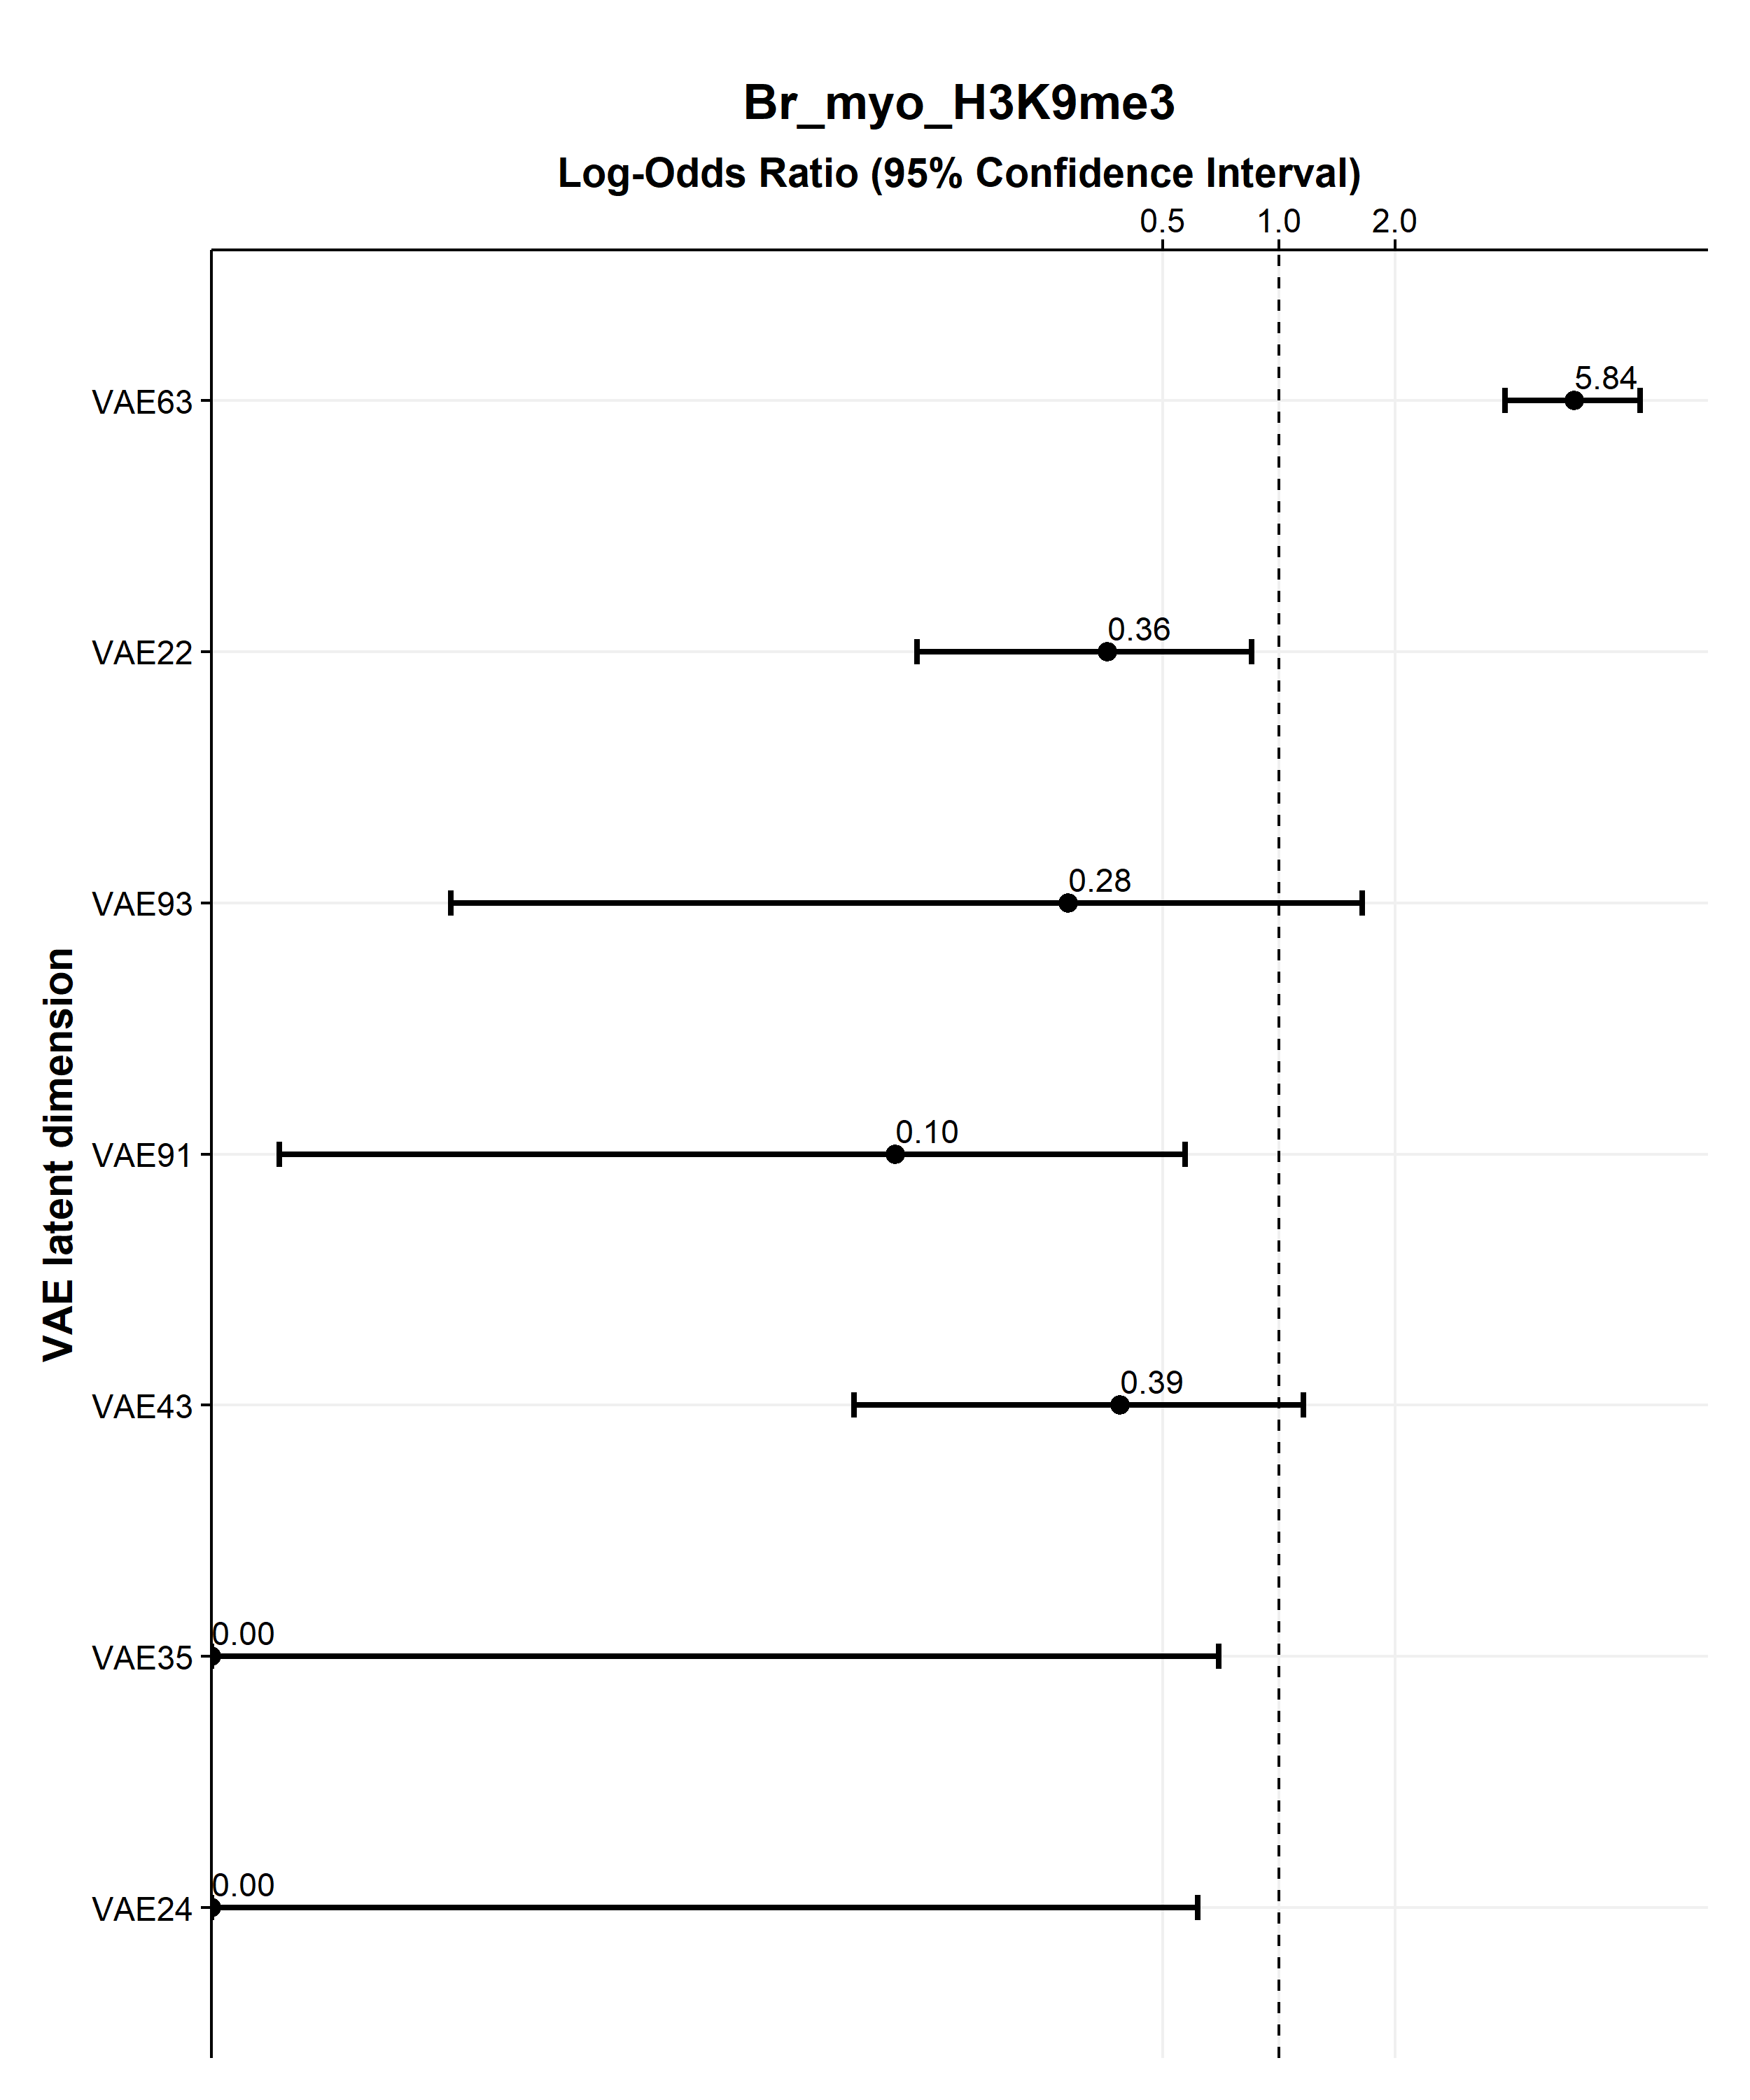 Br_myo_H3K9me3
Log-Odds Ratio (95% Confidence Interval)
0.5 1.0 2.0
VAE63 5.84
VAE22 0.36
VAE93 0.28
VAE latent dimension
VAE91 0.10
VAE43 0.39
VAE35 0.00
VAE24 0.00